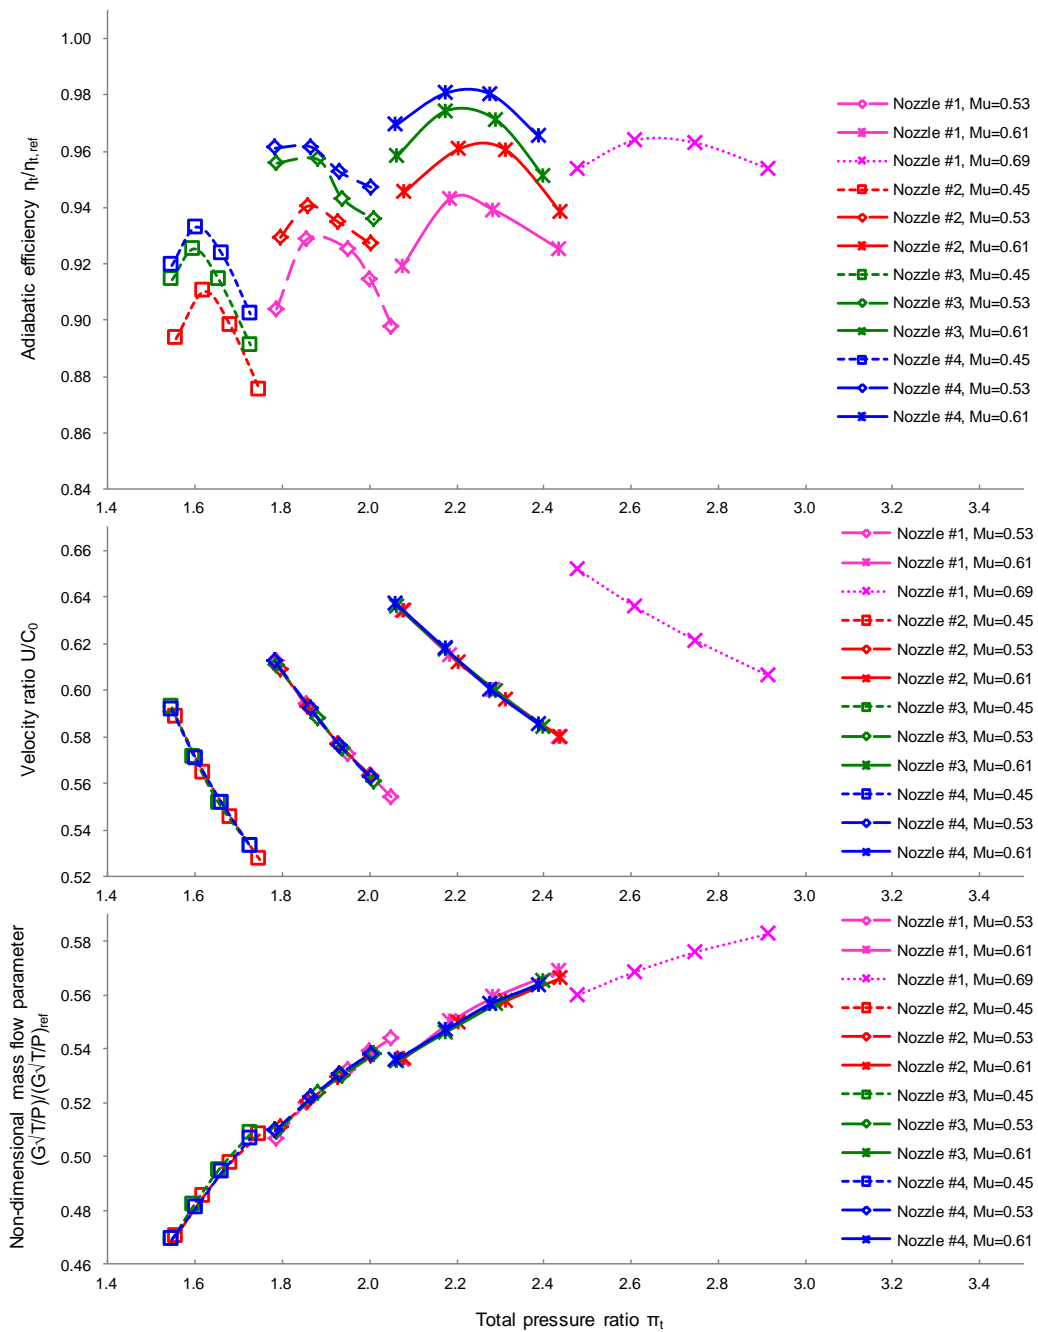 1.00
0.98
0.96
0.94
0.92
0.90
0.88
0.86
0.84
Adiabatic efficiency ηt/ηt,ref
1.4 1.6 1.8 2.0 2.2 2.4 2.6 2.8 3.0 3.2 3.4
Nozzle #1, Mu=0.53
Nozzle #1, Mu=0.61
Nozzle #1, Mu=0.69
Nozzle #2, Mu=0.45
Nozzle #2, Mu=0.53
Nozzle #2, Mu=0.61
Nozzle #3, Mu=0.45
Nozzle #3, Mu=0.53
Nozzle #3, Mu=0.61
Nozzle #4, Mu=0.45
Nozzle #4, Mu=0.53
Nozzle #4, Mu=0.61
0.66
0.64
0.62
0.60
0.58
0.56
0.54
0.52
Velocity ratio U/C0
1.4 1.6 1.8 2.0 2.2 2.4 2.6 2.8 3.0 3.2 3.4
Nozzle #1, Mu=0.53
Nozzle #1, Mu=0.61
Nozzle #1, Mu=0.69
Nozzle #2, Mu=0.45
Nozzle #2, Mu=0.53
Nozzle #2, Mu=0.61
Nozzle #3, Mu=0.45
Nozzle #3, Mu=0.53
Nozzle #3, Mu=0.61
Nozzle #4, Mu=0.45
Nozzle #4, Mu=0.53
Nozzle #4, Mu=0.61
0.58
0.56
0.54
0.52
0.50
0.48
0.46
Non-dimensional mass flow parameter
(G√T/P)/(G√T/P)ref
1.4 1.6 1.8 2.0 2.2 2.4 2.6 2.8 3.0 3.2 3.4
Nozzle #1, Mu=0.53
Nozzle #1, Mu=0.61
Nozzle #1, Mu=0.69
Nozzle #2, Mu=0.45
Nozzle #2, Mu=0.53
Nozzle #2, Mu=0.61
Nozzle #3, Mu=0.45
Nozzle #3, Mu=0.53
Nozzle #3, Mu=0.61
Nozzle #4, Mu=0.45
Nozzle #4, Mu=0.53
Nozzle #4, Mu=0.61
Total pressure ratio πt